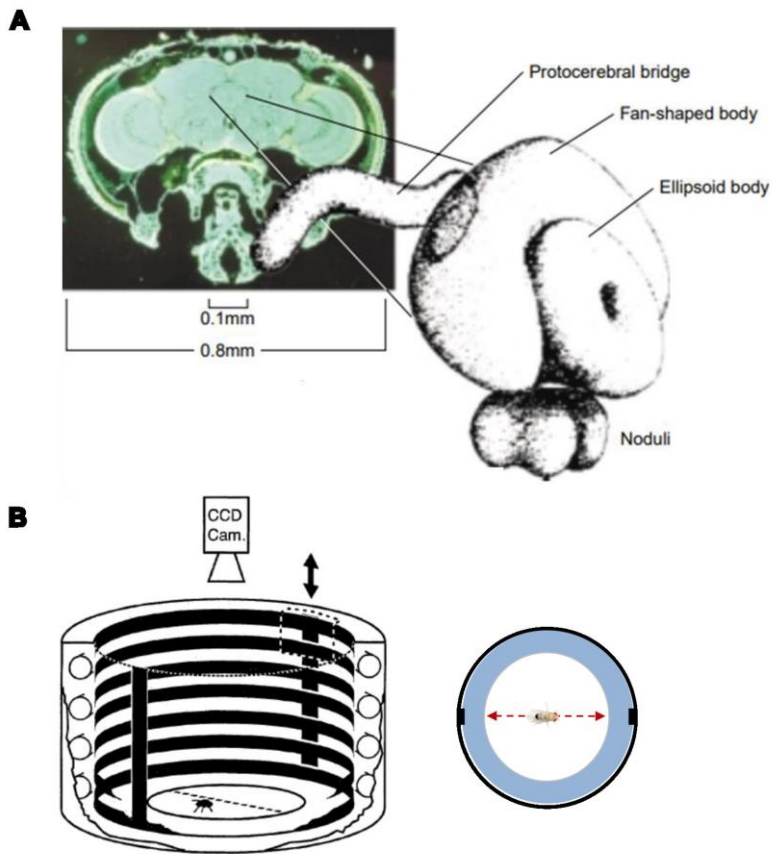 A
Protocerebral bridge
Fan-shaped body
Ellipsoid body
0.1mm
0.8mm
Noduli
B
CCD
Cam.